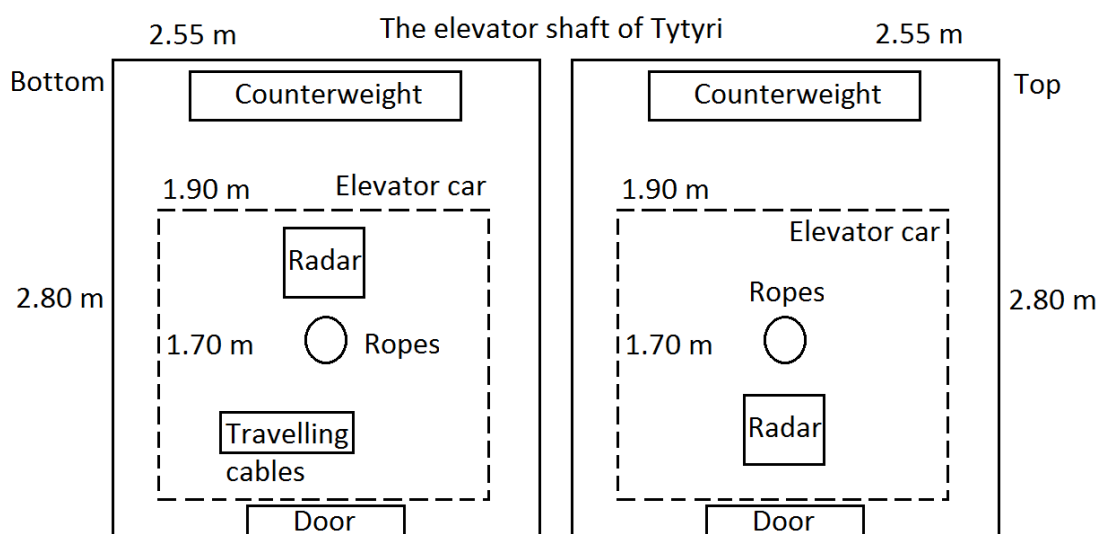 The elevator shaft of Tytyri
2.55 m
Bottom
Counterweight
1.90 m
Elevator car
Radar
2.80 m
1.70 m
Ropes
Travelling
cables
Door
2.55 m
Top
Counterweight
1.90 m
Elevator car
Ropes
2.80 m
1.70 m
Radar
Door